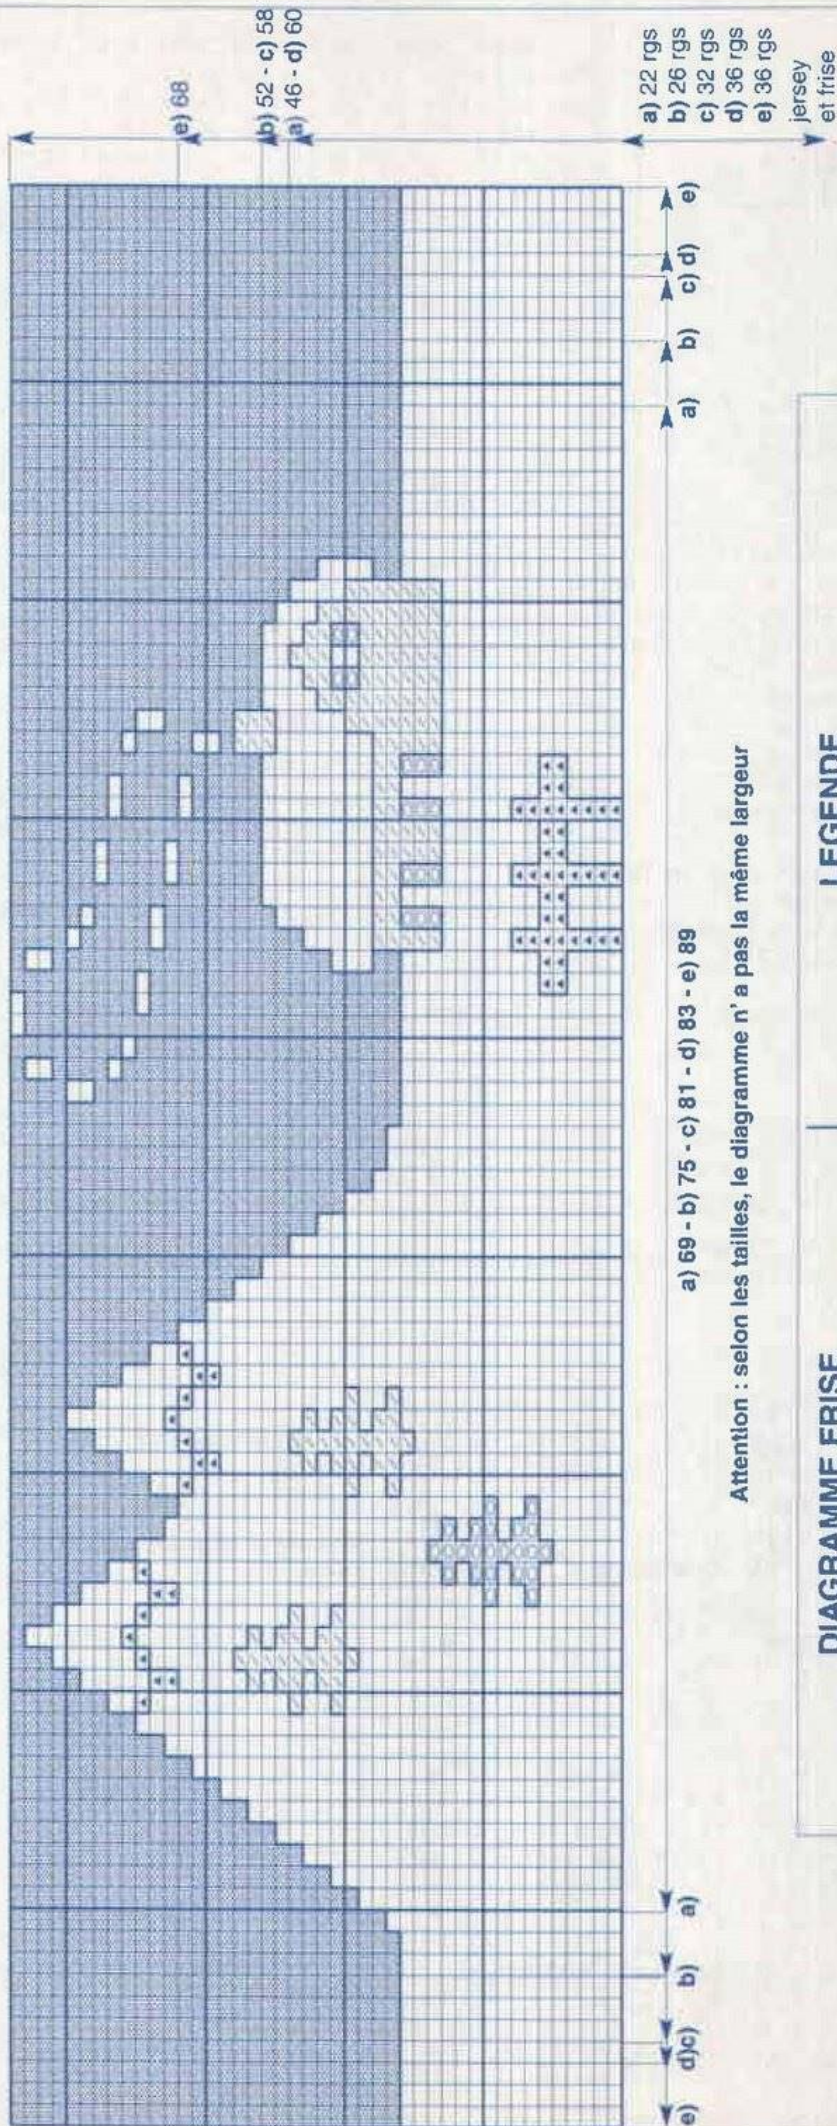 e) 68
b) 52 - c) 58
a) 46 - d) 60
a) 22 rgs
b) 26 rgs
c) 32 rgs
d) 36 rgs
e) 36 rgs
jersey
et frise
e) d)c) b) a) a) b) c) d) e)
a) 69 - b) 75 - c) 81 - d) 83 - e) 89
Attention : selon les tailles, le diagramme n' a pas la même largeur
DIAGRAMME FRISE
LEGENDE